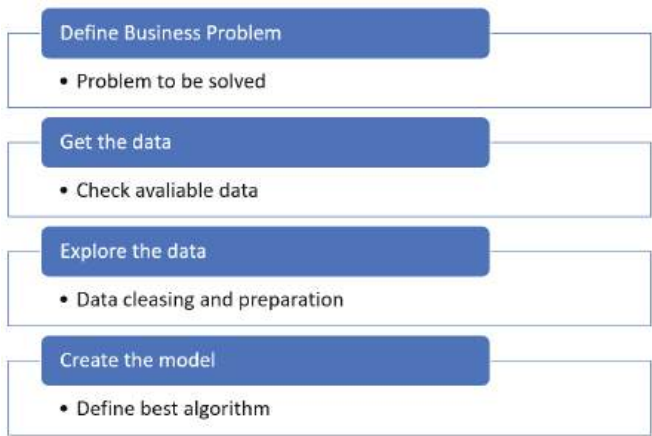 Define Business Problem
• Problem to be solved
Get the data
• Check avaliable data
Explore the data
• Data cleasing and preparation
Create the model
• Define best algorithm